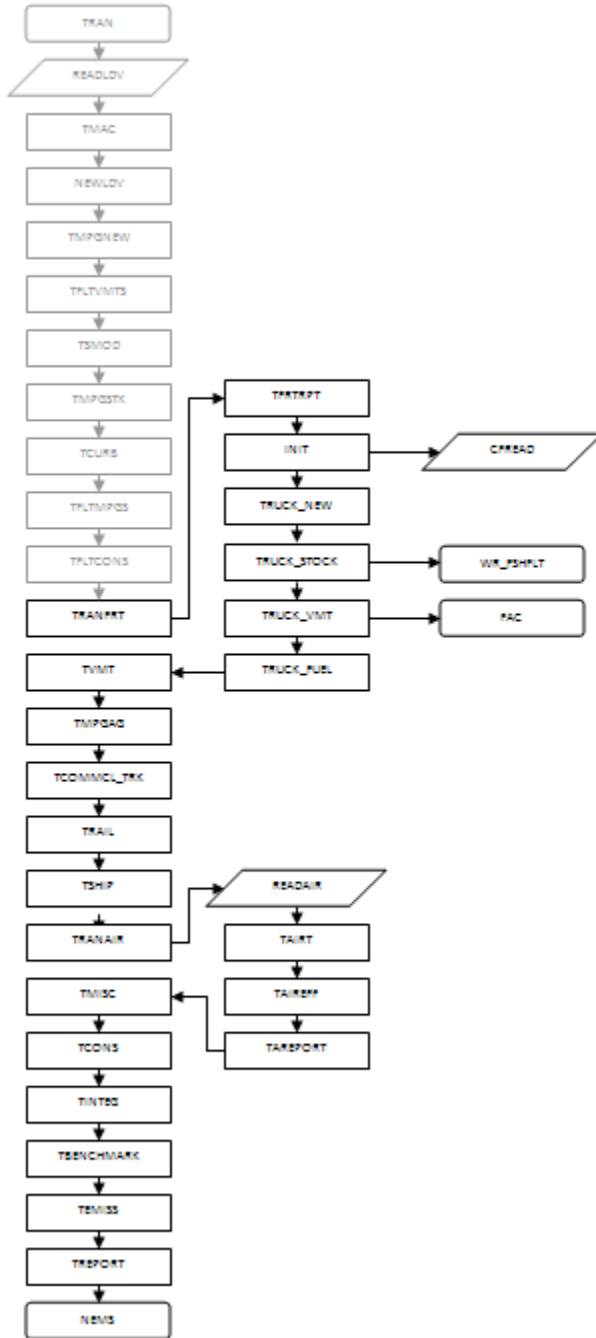 TRAN
READLDV
TMAC
NEWLDV
TMPGNEW
TFLTVMTS
TSMOD
TMPGSTK
TCURB
TFLTMPGS
TFLTCONS
TRANFRT
TFRTRPT
INIT
CFREAD
TRUCK_NEW
TRUCK_STOCK
WR_FSHFLT
TRUCK_VMT
FAC
TRUCK_FUEL
TVMT
TMPGAG
TCOMMCL_TRK
TRAIL
TSHIP
TRANAIR
READAIR
TAIRT
TAIREFF
TAREPORT
TMISC
TCONS
TINTEG
TBENCHMARK
TEMISS
TREPORT
NEMS